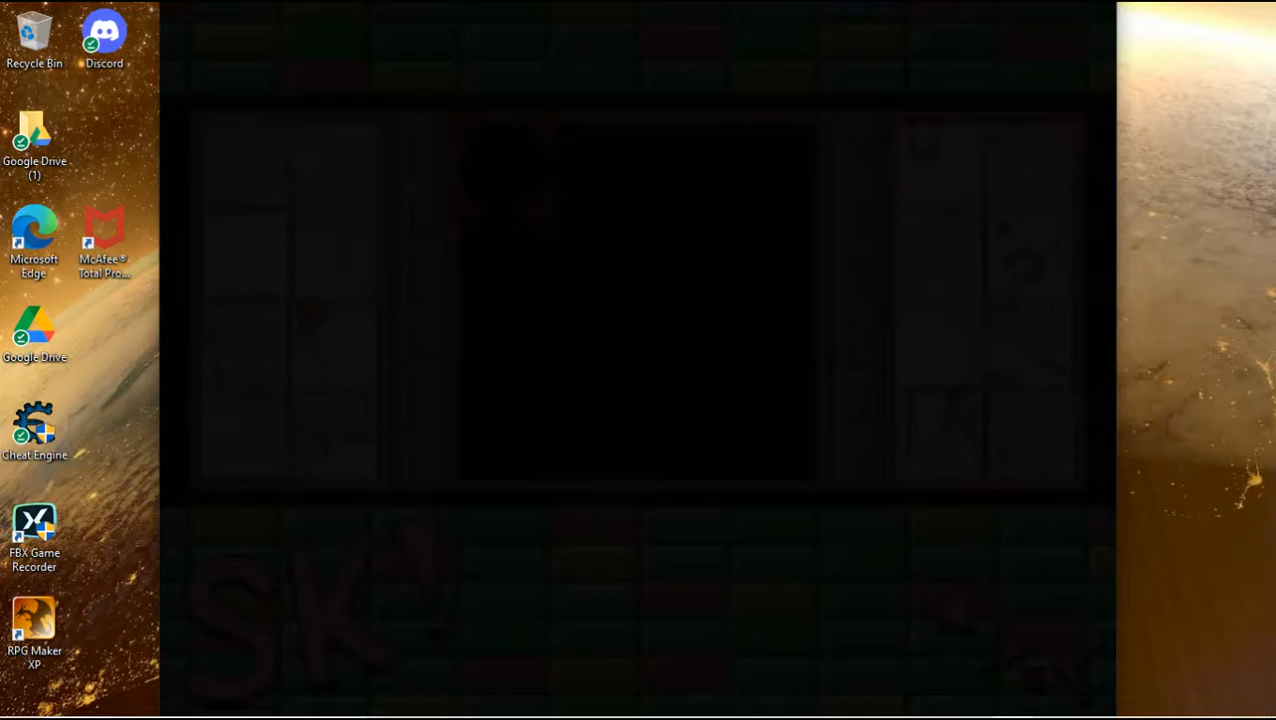 Recycle Bin
Discord
Google Drive
(1)
Microsoft
Edge
McAfee®
Total Pro...
Google Drive
Cheat Engine
FBX Game
Recorder
RPG Maker
XP
SK